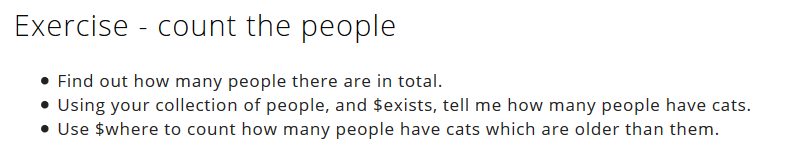 Exercise - count the people
• Find out how many people there are in total.
• Using your collection of people, and $exists, tell me how many people have cats.
• Use $where to count how many people have cats which are older than them.